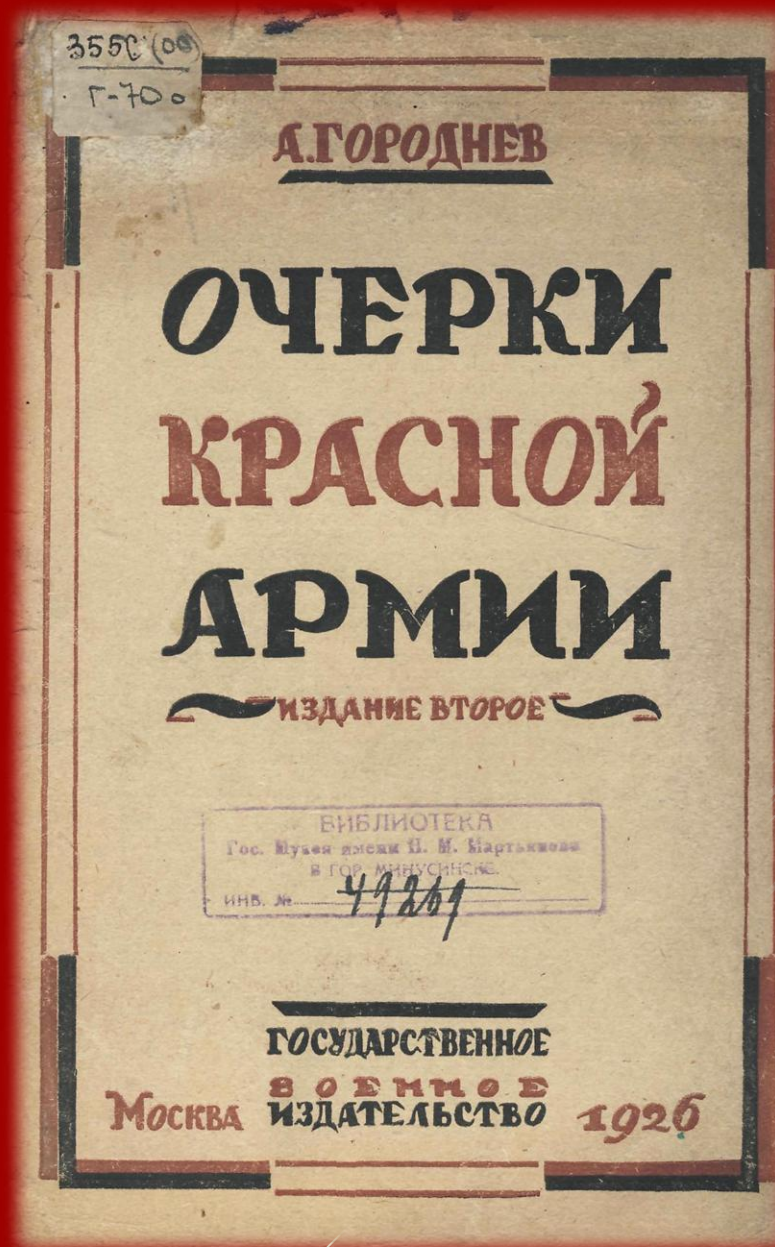 355С(09)
Г-70 о
А. ГОРОДНЕВ
ОЧЕРКИ
КРАСНОЙ
АРМИИ
ИЗДАНИЕ ВТОРОЕ
БИБЛИОТЕКА
Гос. Музея имени Н. М. Мартьянова
В ГОР. МИНУСИНСКЕ.
ИНВ. № 49269
ГОСУДАРСТВЕННОЕ
ВОЕННОЕ
МОСКВА ИЗДАТЕЛЬСТВО 1926